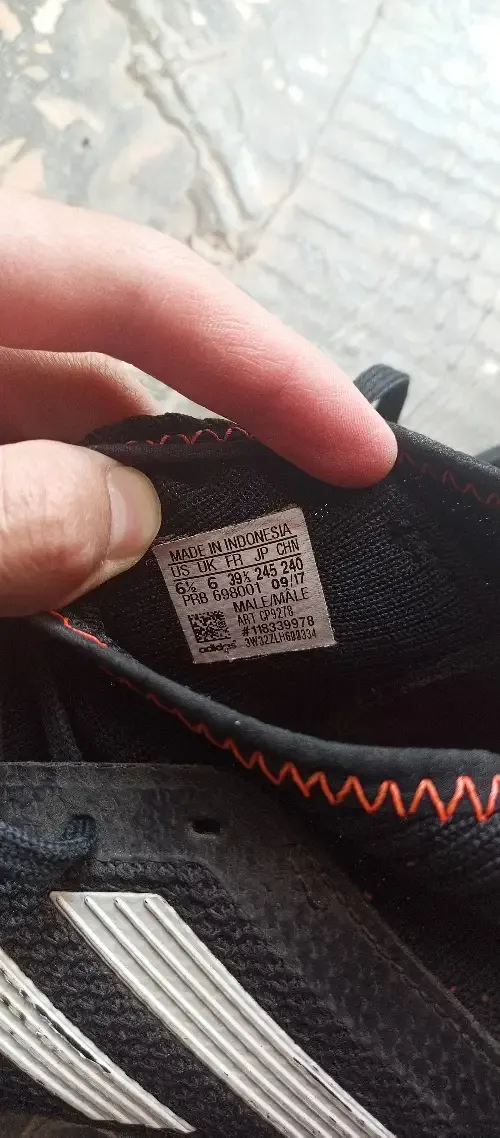 MADE IN INDONESIA
US UK FR JP CHN
6½ 6 39⅓ 245 240
PRB 698001 09/17
MALE/MÂLE
ART CP9278
#118339978
adidas